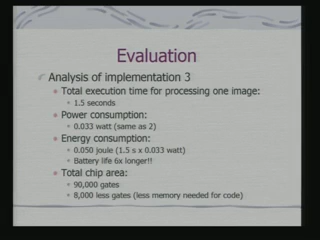 Evaluation
Analysis of implementation 3
Total execution time for processing one image:
1.5 seconds
Power consumption:
0.033 watt (same as 2)
Energy consumption:
0.050 joule (1.5 s x 0.033 watt)
Battery life 6x longer!!
Total chip area:
90,000 gates
8,000 less gates (less memory needed for code)